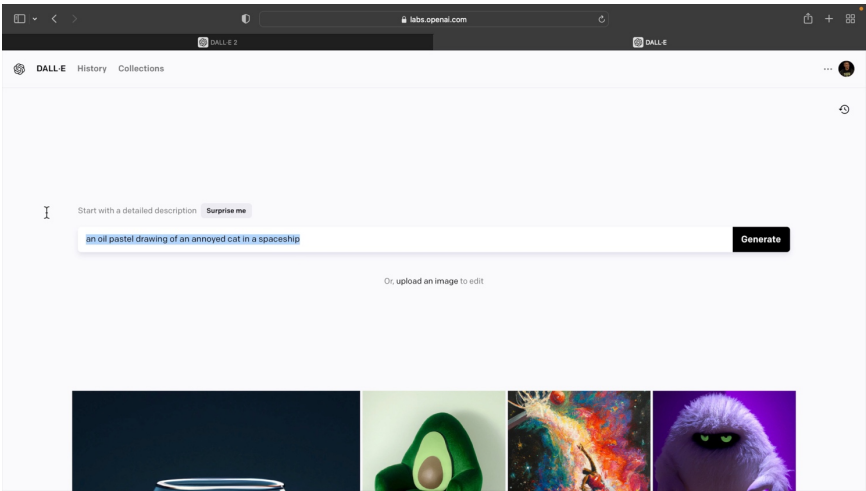 labs.openai.com
DALL·E 2
DALL·E
DALL·E History Collections
Start with a detailed description Surprise me
an oil pastel drawing of an annoyed cat in a spaceship Generate
Or, upload an image to edit